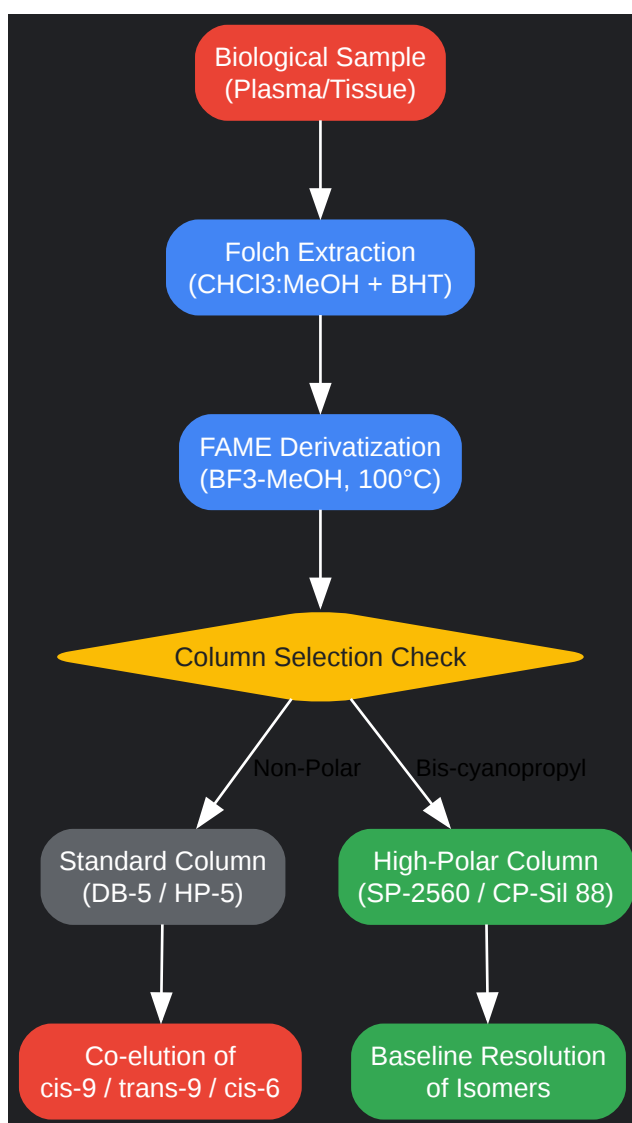 Biological Sample
(Plasma/Tissue)
Folch Extraction
(CHCl3:MeOH + BHT)
FAME Derivatization
(BF3-MeOH, 100°C)
Column Selection Check
Non-Polar
Bis-cyanopropyl
Standard Column
(DB-5 / HP-5)
High-Polar Column
(SP-2560 / CP-Sil 88)
Co-elution of
cis-9 / trans-9 / cis-6
Baseline Resolution
of Isomers